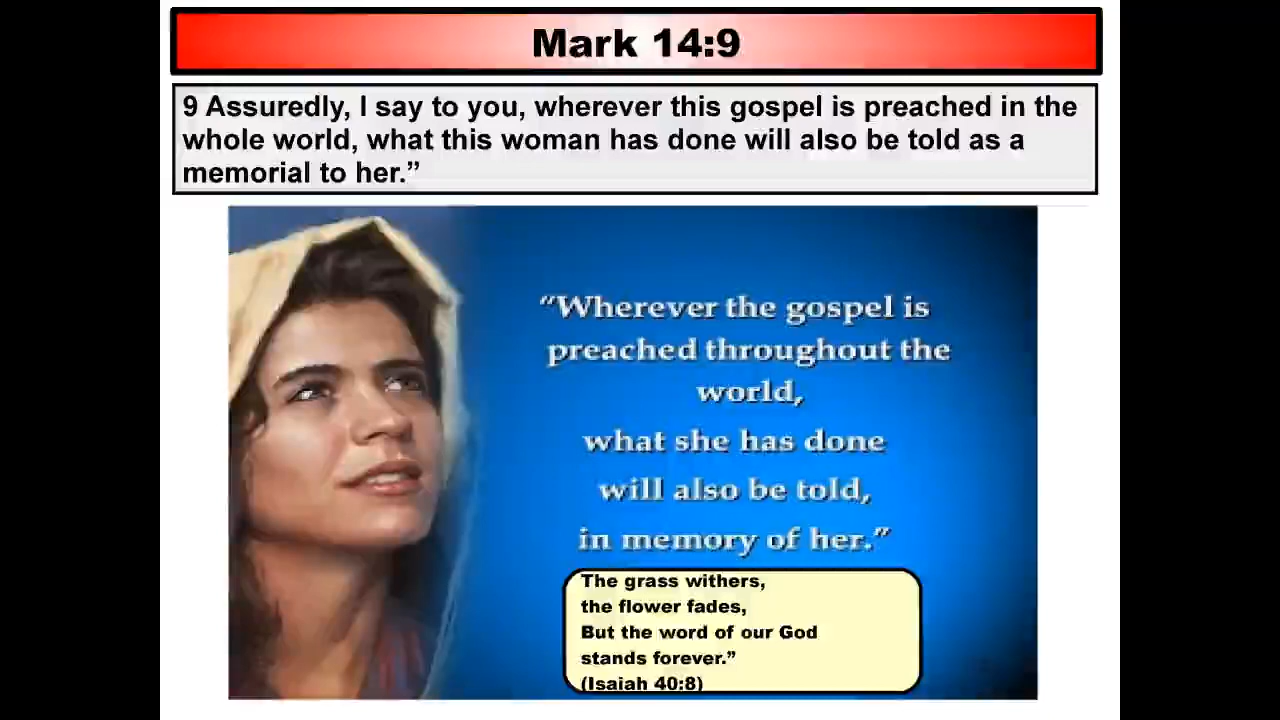 Mark 14:9
9 Assuredly, I say to you, wherever this gospel is preached in the
whole world, what this woman has done will also be told as a
memorial to her.”
“Wherever the gospel is
preached throughout the
world,
what she has done
will also be told,
in memory of her.”
The grass withers,
the flower fades,
But the word of our God
stands forever.”
(Isaiah 40:8)